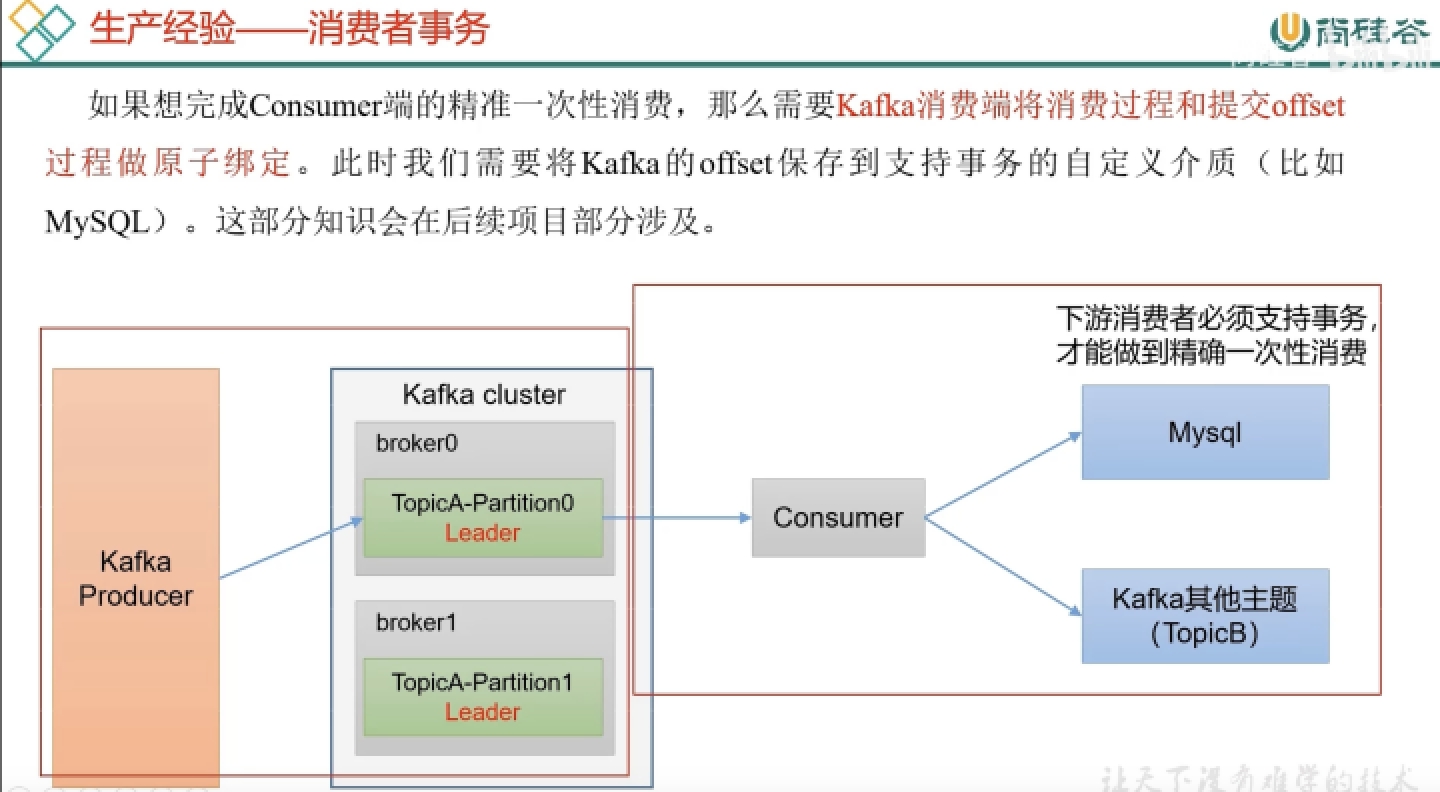 生产经验——消费者事务
尚硅谷
如果想完成Consumer端的精准一次性消费，那么需要Kafka消费端将消费过程和提交offset
过程做原子绑定。此时我们需要将Kafka的offset保存到支持事务的自定义介质（比如
MySQL）。这部分知识会在后续项目部分涉及。
下游消费者必须支持事务，
才能做到精确一次性消费
Kafka
Producer
Kafka cluster
broker0
TopicA-Partition0
Leader
broker1
TopicA-Partition1
Leader
Consumer
Mysql
Kafka其他主题
（TopicB）
让天下没有难学的技术